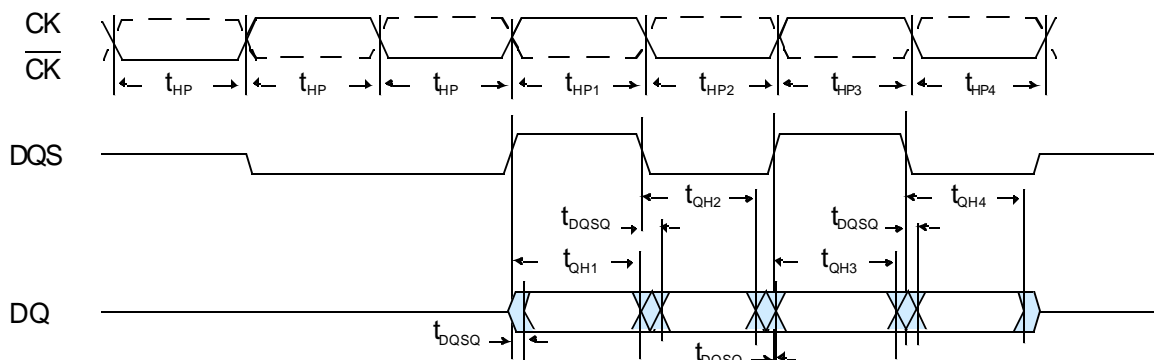 CK
CK
tHP tHP tHP tHP1 tHP2 tHP3 tHP4
DQS
tQH2 tQH4
tDQSQ tDQSQ
tQH1 tQH3
DQ
tDQSQ tDQSQ